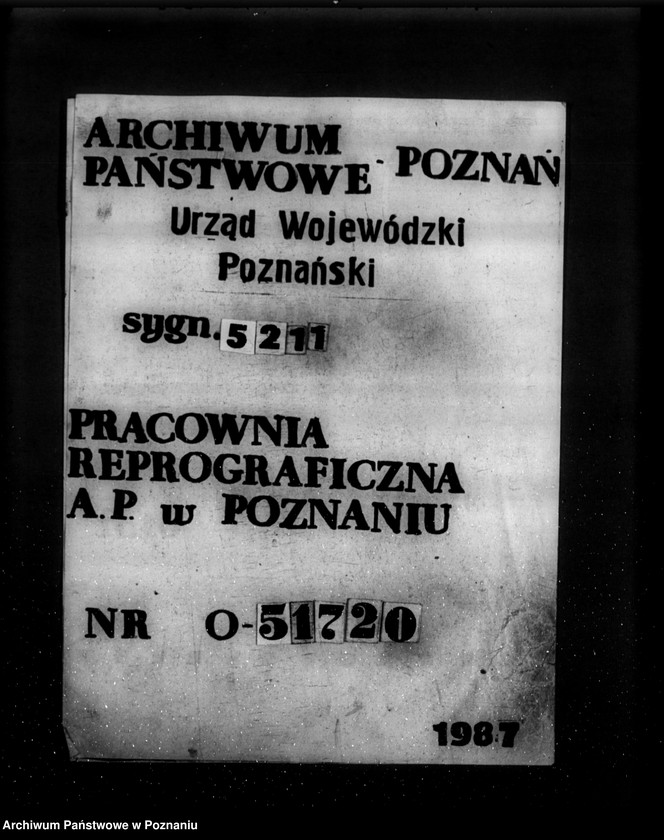 ARCHIWUM
PAŃSTWOWE - POZNAŃ
Urząd Wojewódzki
Poznański
sygn. 5211
PRACOWNIA
REPROGRAFICZNA
A.P. w POZNANIU
NR O-51720
1987
Archiwum Państwowe w Poznaniu